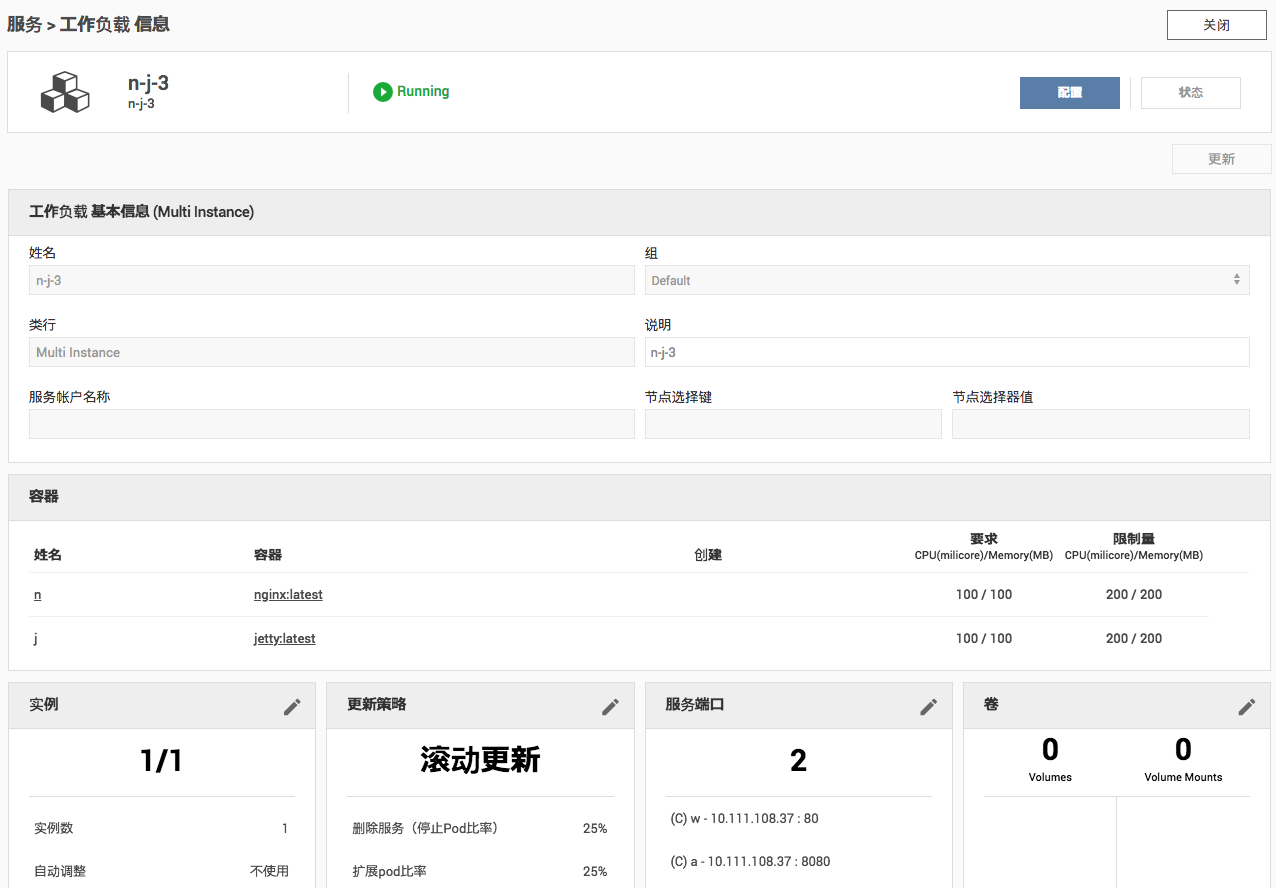 服务 > 工作负载 信息
关闭
n-j-3
n-j-3
Running
配置
状态
更新
工作负载 基本信息 (Multi Instance)
姓名
组
n-j-3
Default
类行
说明
Multi Instance
n-j-3
服务帐户名称
节点选择键
节点选择器值
容器
姓名
容器
创建
要求
CPU(milicore)/Memory(MB)
限制量
CPU(milicore)/Memory(MB)
n
nginx:latest
100 / 100
200 / 200
j
jetty:latest
100 / 100
200 / 200
实例
更新策略
服务端口
卷
1/1
滚动更新
2
0
Volumes
0
Volume Mounts
实例数
1
删除服务（停止Pod比率）
25%
(C) w - 10.111.108.37 : 80
自动调整
不使用
扩展pod比率
25%
(C) a - 10.111.108.37 : 8080